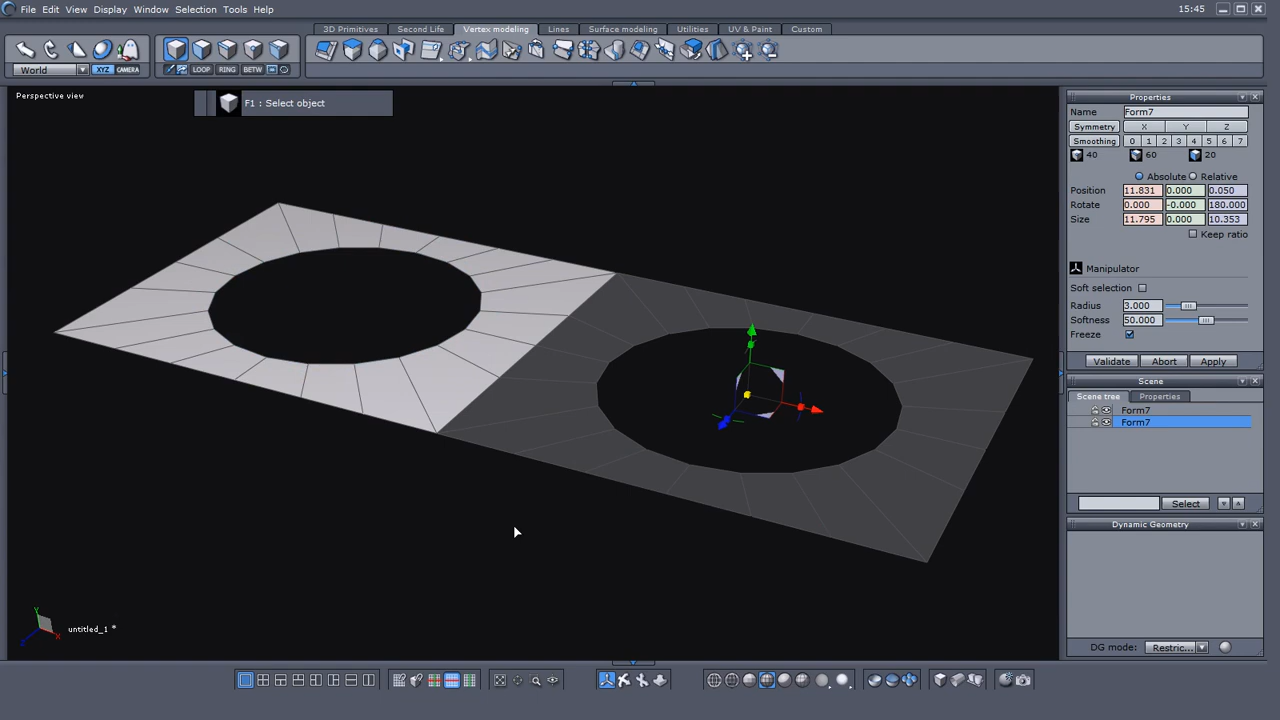 File Edit View Display Window Selection Tools Help 15:45
3D Primitives Second Life Vertex modeling Lines Surface modeling Utilities UV & Paint Custom
World XYZ CAMERA LOOP RING BETW
Perspective view
F1 : Select object
Properties
Name Form7
Symmetry X Y Z
Smoothing 0 1 2 3 4 5 6 7
40 60 20
Absolute Relative
Position 11.831 0.000 0.050
Rotate 0.000 -0.000 180.000
Size 11.795 0.000 10.353
Keep ratio
Manipulator
Soft selection
Radius 3.000
Softness 50.000
Freeze
Validate Abort Apply
Scene
Scene tree Properties
Form7
Form7
Select
Dynamic Geometry
DG mode: Restric...
Y
Z X
untitled_1 *